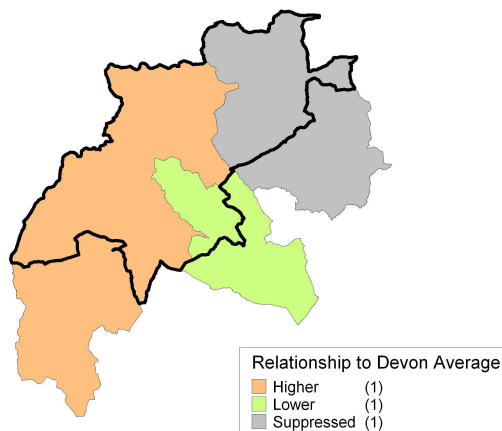 Relationship to Devon Average
Higher (1)
Lower (1)
Suppressed (1)